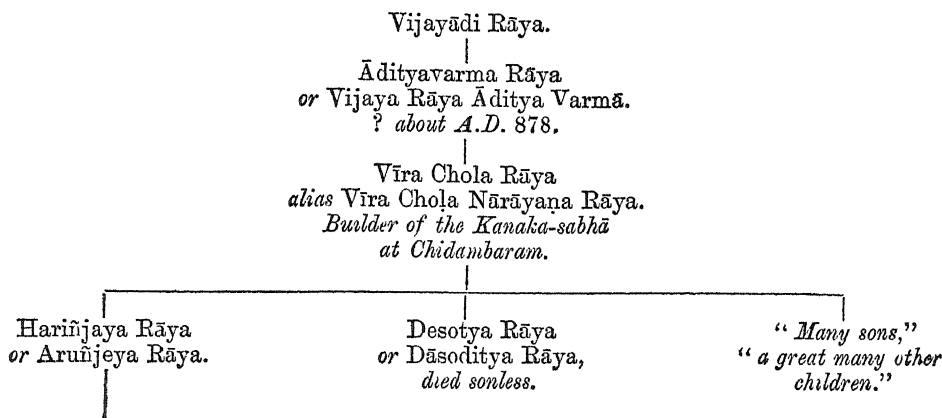 Vijayādi Rāya.
Ādityavarma Rāya
or Vijaya Rāya Āditya Varmā.
? about A.D. 878.
Vīra Chola Rāya
alias Vīra Choḷa Nārāyaṇa Rāya.
Builder of the Kanaka-sabhā
at Chidambaram.
Hariñjaya Rāya
or Aruñjeya Rāya.
Desotya Rāya
or Dāsoditya Rāya,
died sonless.
“ Many sons,”
“ a great many other
children.”